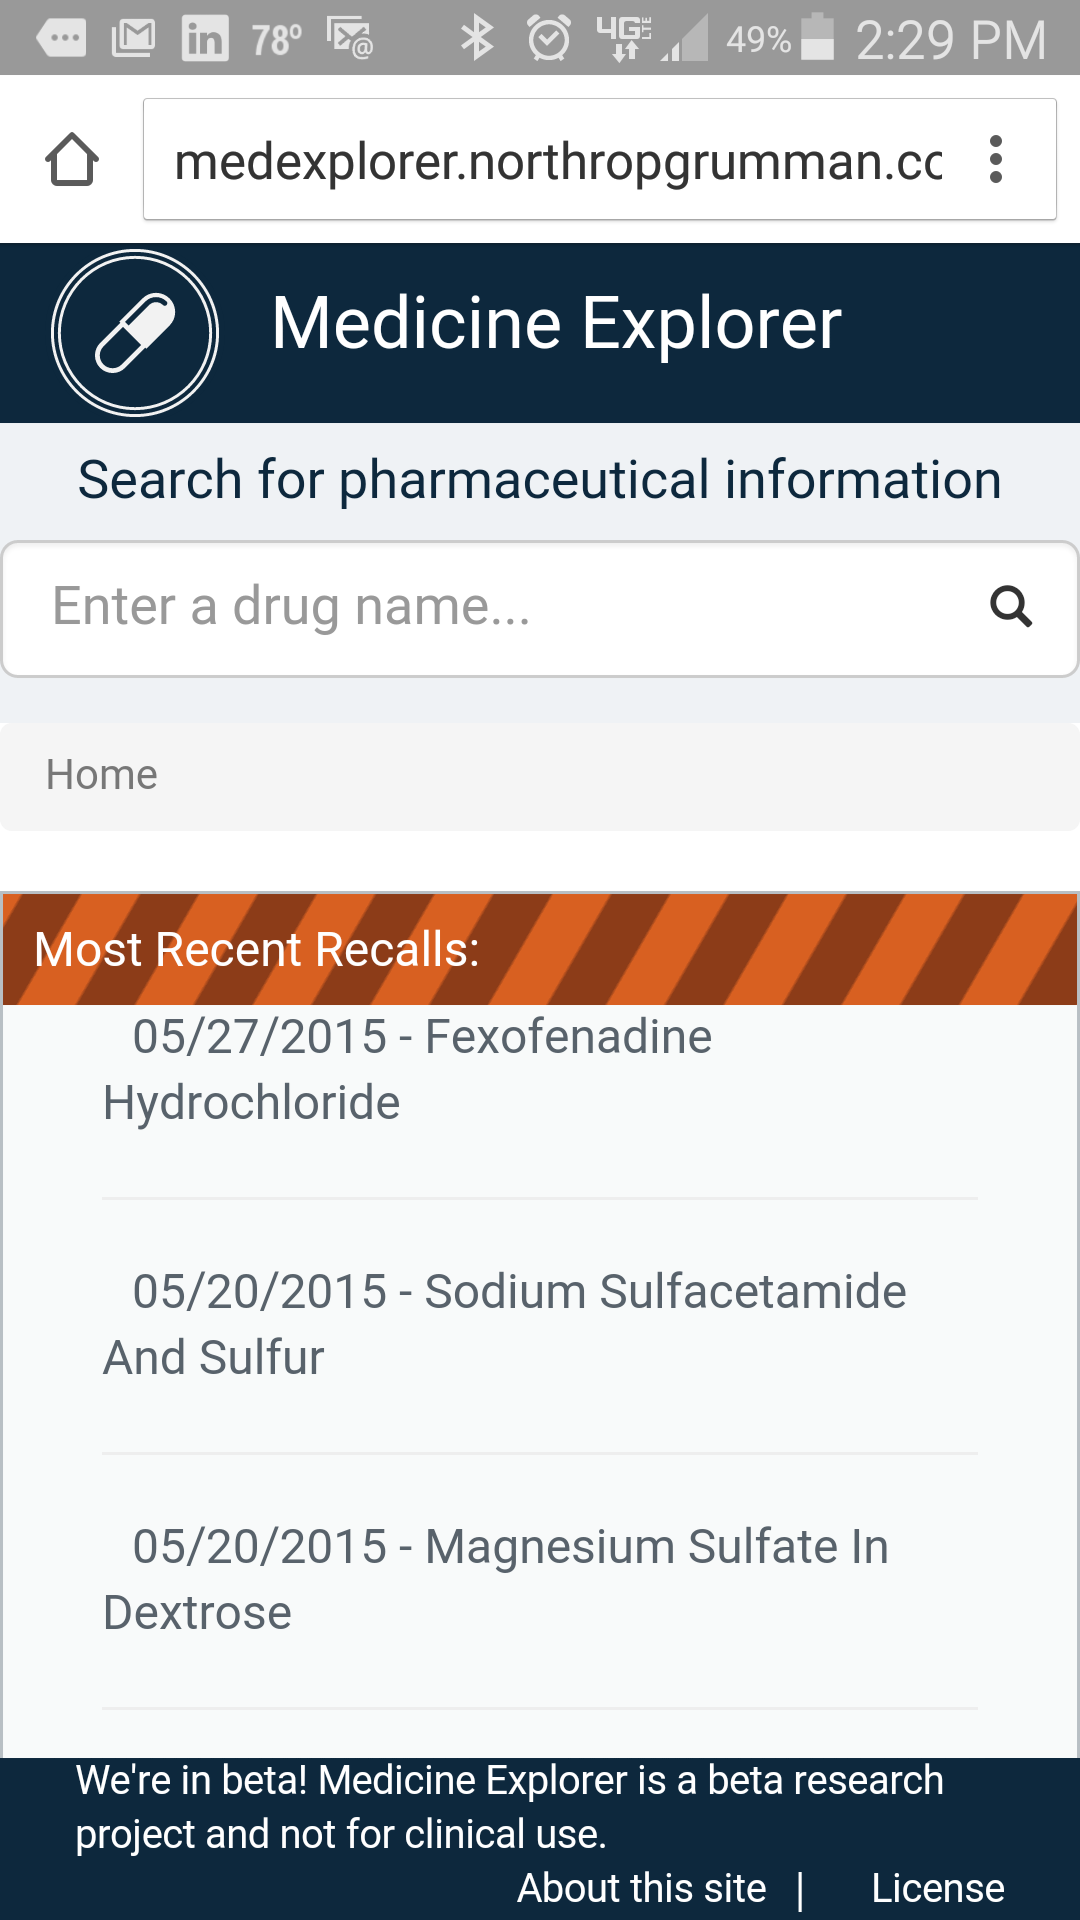 in 78° @ 4G LTE 49% 2:29 PM
medexplorer.northropgrumman.cc
Medicine Explorer
Search for pharmaceutical information
Enter a drug name...
Home
Most Recent Recalls:
05/27/2015 - Fexofenadine
Hydrochloride
05/20/2015 - Sodium Sulfacetamide
And Sulfur
05/20/2015 - Magnesium Sulfate In
Dextrose
We're in beta! Medicine Explorer is a beta research
project and not for clinical use.
About this site | License